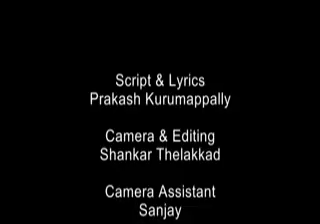 Script & Lyrics
Prakash Kurumappally
Camera & Editing
Shankar Thelakkad
Camera Assistant
Sanjay